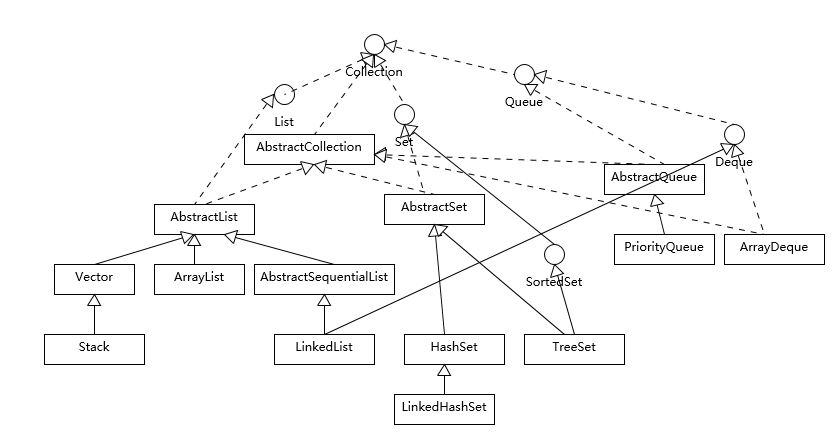 Collection
Queue
List
Set
Deque
AbstractCollection
AbstractQueue
AbstractList
AbstractSet
PriorityQueue
ArrayDeque
Vector
ArrayList
AbstractSequentialList
SortedSet
Stack
LinkedList
HashSet
TreeSet
LinkedHashSet